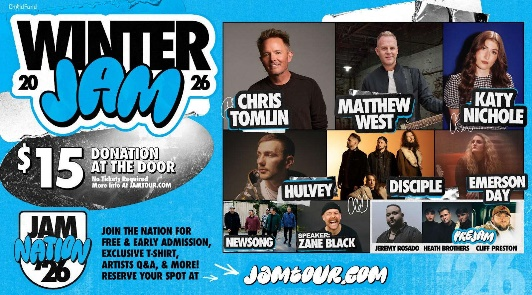 WINTER
20 JAM 26
$15 DONATION
AT THE DOOR
No Tickets Required
More Info At JAMTOUR.COM
JAM
NATION
'26
JOIN THE NATION FOR
FREE & EARLY ADMISSION,
EXCLUSIVE T-SHIRT,
ARTISTS Q&A, & MORE!
RESERVE YOUR SPOT AT
CHRIS
TOMLIN
MATTHEW
WEST
KATY
NICHOLE
HULVEY
DISCIPLE
EMERSON
DAY
NEWSONG
SPEAKER:
ZANE BLACK
PREJAM
JEREMY ROSADO
HEATH BROTHERS
CLIFF PRESTON
JAMTOUR.COM
26